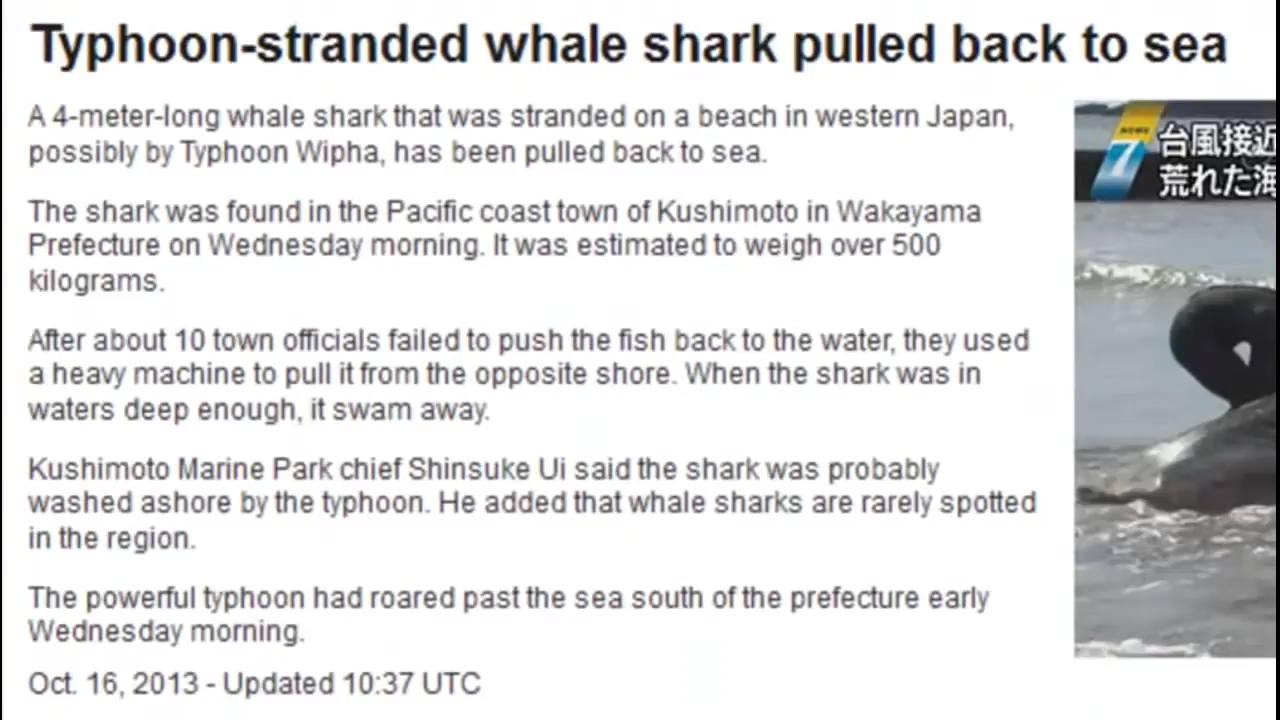 Typhoon-stranded whale shark pulled back to sea
A 4-meter-long whale shark that was stranded on a beach in western Japan,
possibly by Typhoon Wipha, has been pulled back to sea.
The shark was found in the Pacific coast town of Kushimoto in Wakayama
Prefecture on Wednesday morning. It was estimated to weigh over 500
kilograms.
After about 10 town officials failed to push the fish back to the water, they used
a heavy machine to pull it from the opposite shore. When the shark was in
waters deep enough, it swam away.
Kushimoto Marine Park chief Shinsuke Ui said the shark was probably
washed ashore by the typhoon. He added that whale sharks are rarely spotted
in the region.
The powerful typhoon had roared past the sea south of the prefecture early
Wednesday morning.
Oct. 16, 2013 - Updated 10:37 UTC
NEWS
7
台風接近
荒れた海